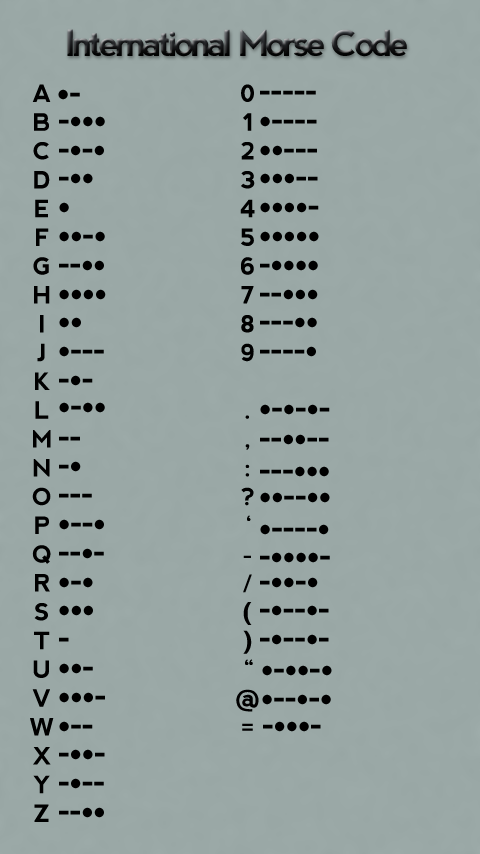 International Morse Code
A ●-
B -●●●
C -●-●
D -●●
E ●
F ●●-●
G --●●
H ●●●●
I ●●
J ●---
K -●-
L ●-●●
M --
N -●
O ---
P ●--●
Q --●-
R ●-●
S ●●●
T -
U ●●-
V ●●●-
W ●--
X -●●-
Y -●--
Z --●●
0 -----
1 ●----
2 ●●---
3 ●●●--
4 ●●●●-
5 ●●●●●
6 -●●●●
7 --●●●
8 ---●●
9 ----●
. ●-●-●-
, --●●--
: ---●●●
? ●●--●●
‘ ●----●
- -●●●●-
/ -●●-●
( -●--●-
) -●--●-
“ ●-●●-●
@ ●--●-●
= -●●●-